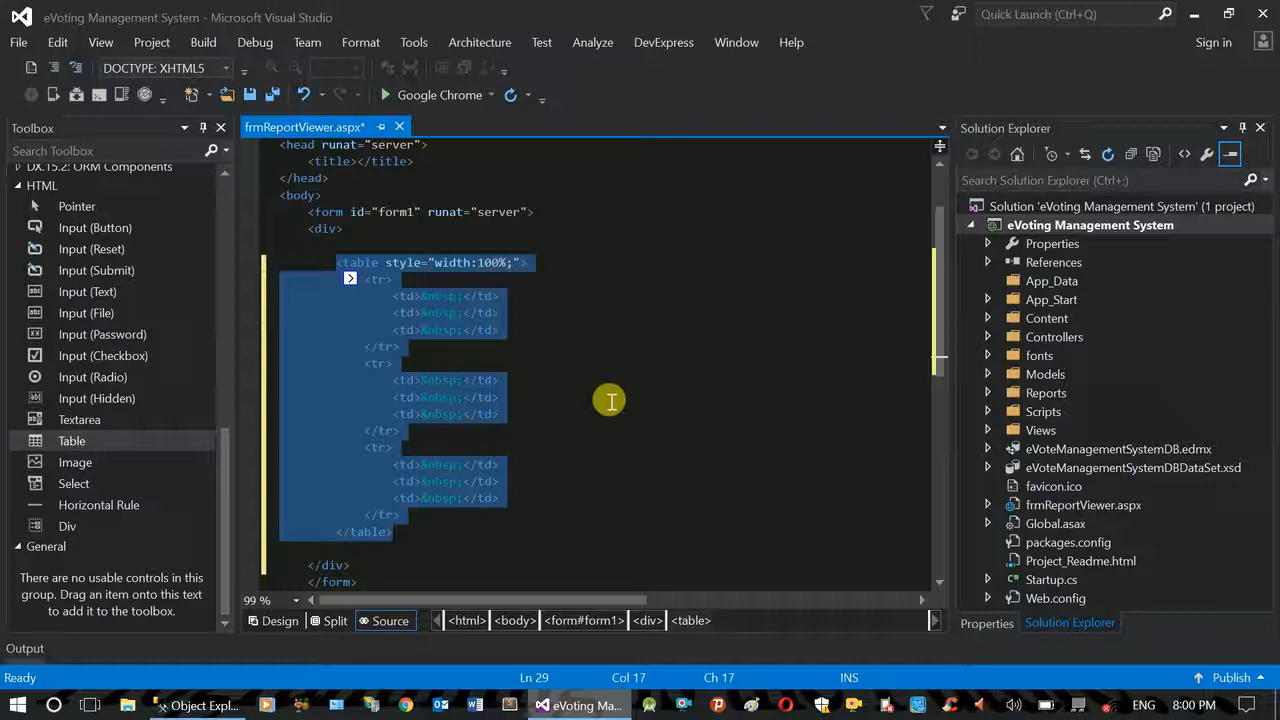 eVoting Management System - Microsoft Visual Studio
Quick Launch (Ctrl+Q)
File Edit View Project Build Debug Team Format Tools Architecture Test Analyze DevExpress Window Help
Sign in
DOCTYPE: XHTML5
Google Chrome
Toolbox
Search Toolbox
DX.15.2: ORM Components
HTML
Pointer
Input (Button)
Input (Reset)
Input (Submit)
Input (Text)
Input (File)
Input (Password)
Input (Checkbox)
Input (Radio)
Input (Hidden)
Textarea
Table
Image
Select
Horizontal Rule
Div
General
There are no usable controls in this
group. Drag an item onto this text
to add it to the toolbox.
frmReportViewer.aspx*
<head runat="server">
<title></title>
</head>
<body>
<form id="form1" runat="server">
<div>
<table style="width:100%;">
<tr>
<td>&nbsp;</td>
<td>&nbsp;</td>
<td>&nbsp;</td>
</tr>
<tr>
<td>&nbsp;</td>
<td>&nbsp;</td>
<td>&nbsp;</td>
</tr>
<tr>
<td>&nbsp;</td>
<td>&nbsp;</td>
<td>&nbsp;</td>
</tr>
</table>
</div>
</form>
99 %
Design Split Source <html> <body> <form#form1> <div> <table>
Solution Explorer
Search Solution Explorer (Ctrl+;)
Solution 'eVoting Management System' (1 project)
eVoting Management System
Properties
References
App_Data
App_Start
Content
Controllers
fonts
Models
Reports
Scripts
Views
eVoteManagementSystemDB.edmx
eVoteManagementSystemDBDataSet.xsd
favicon.ico
frmReportViewer.aspx
Global.asax
packages.config
Project_Readme.html
Startup.cs
Web.config
Properties Solution Explorer
Output
Ready Ln 29 Col 17 Ch 17 INS Publish
Object Expl... eVoting Ma... ENG 8:00 PM